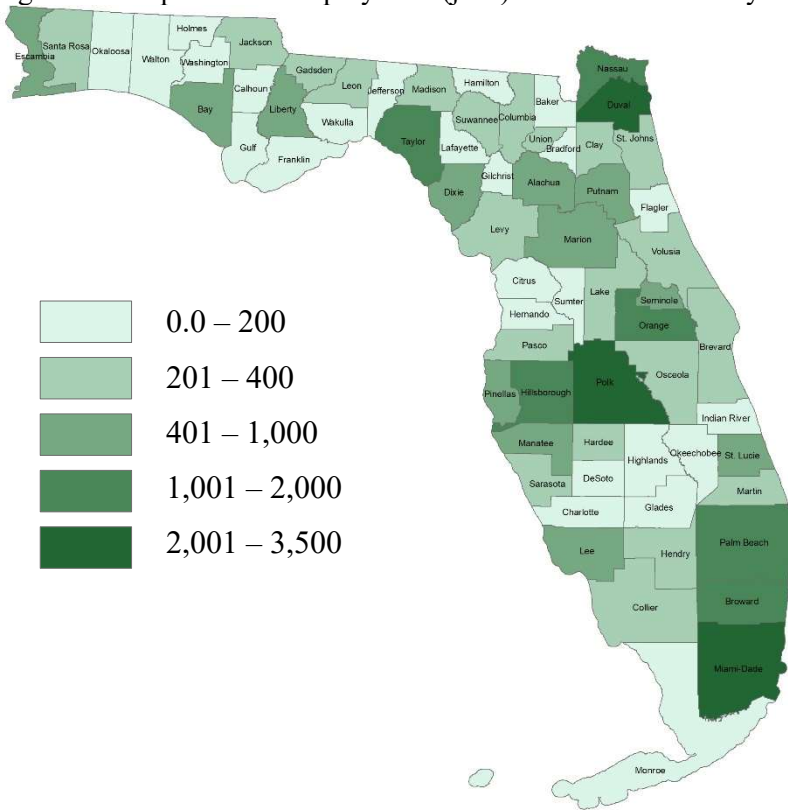 Holmes
Jackson
Santa Rosa
Okaloosa
Escambia
Walton
Washington
Gadsden
Hamilton
Nassau
Leon
Jefferson
Madison
Calhoun
Baker
Duval
Bay
Liberty
Wakulla
Suwannee
Columbia
Taylor
Lafayette
Union
Bradford
Clay
St. Johns
Gulf
Franklin
Gilchrist
Alachua
Dixie
Putnam
Flagler
Levy
Marion
Volusia
Citrus
Lake
Sumter
Seminole
Hernando
0.0 – 200
Orange
Pasco
Brevard
201 – 400
Osceola
Polk
Pinellas
Hillsborough
Indian River
401 – 1,000
Manatee
Hardee
Okeechobee
St. Lucie
Highlands
DeSoto
Sarasota
1,001 – 2,000
Martin
Charlotte
Glades
2,001 – 3,500
Palm Beach
Lee
Hendry
Broward
Collier
Miami-Dade
Monroe